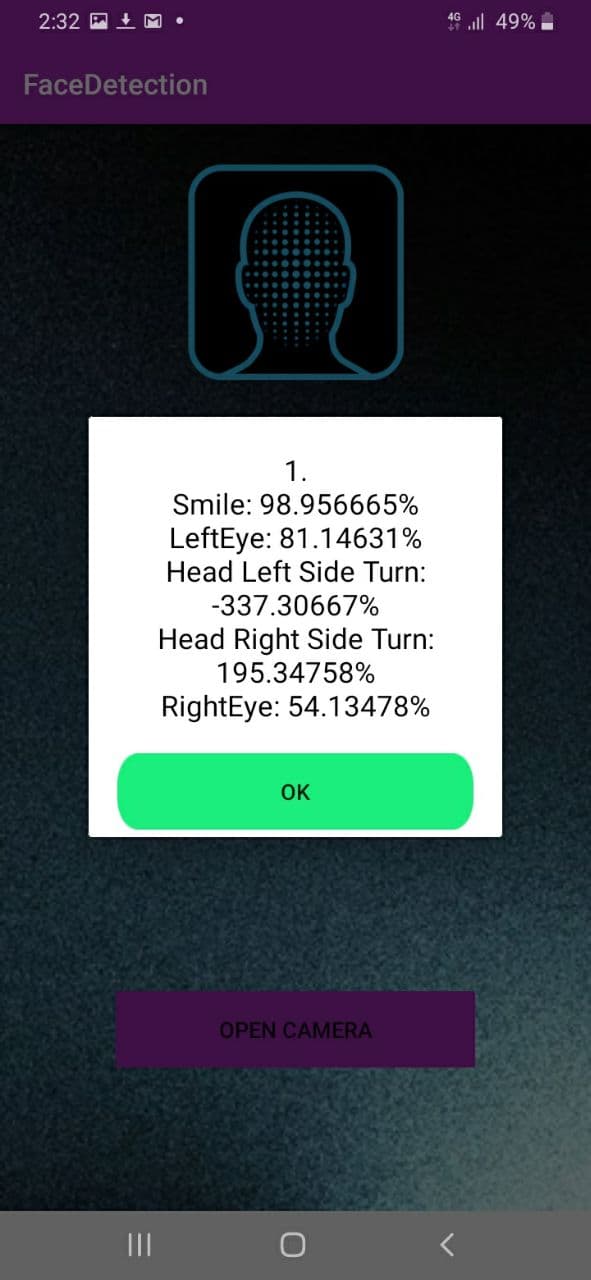 2:32
4G
49%
FaceDetection
1.
Smile: 98.956665%
LeftEye: 81.14631%
Head Left Side Turn:
-337.30667%
Head Right Side Turn:
195.34758%
RightEye: 54.13478%
OK
OPEN CAMERA